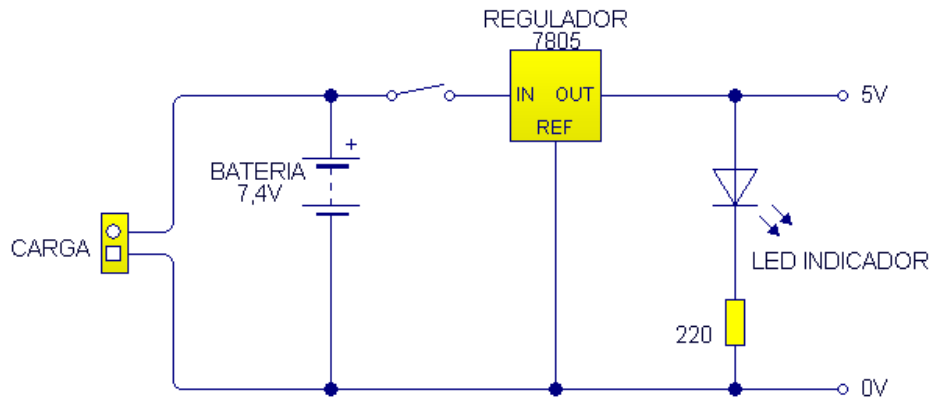 REGULADOR
7805
IN OUT
REF
5V
+
BATERIA
7,4V
CARGA
LED INDICADOR
220
0V